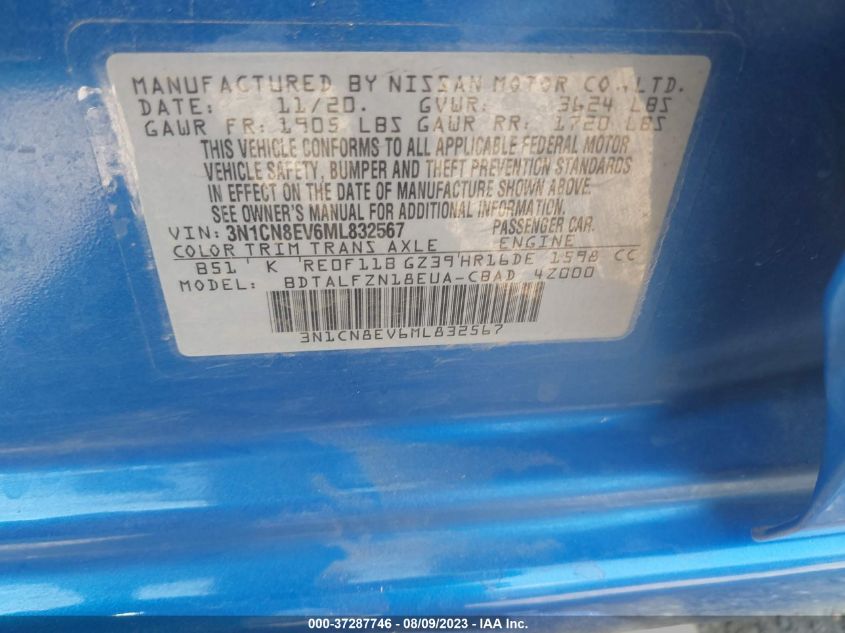 MANUFACTURED BY NISSAN MOTOR CO., LTD.
DATE: 11/20. GVWR: 3624 LBS
GAWR FR: 1905 LBS GAWR RR: 1720 LBS
THIS VEHICLE CONFORMS TO ALL APPLICABLE FEDERAL MOTOR
VEHICLE SAFETY, BUMPER AND THEFT PREVENTION STANDARDS
IN EFFECT ON THE DATE OF MANUFACTURE SHOWN ABOVE.
SEE OWNER'S MANUAL FOR ADDITIONAL INFORMATION.
VIN: 3N1CN8EV6ML832567 PASSENGER CAR.
COLOR TRIM TRANS AXLE ENGINE
B51 K RE0F11B GZ39 HR16DE 1598 CC
MODEL: BDTALFZN18EUA-CBAD 4Z000
3N1CN8EV6ML832567
000-37287746 - 08/09/2023 - IAA Inc.